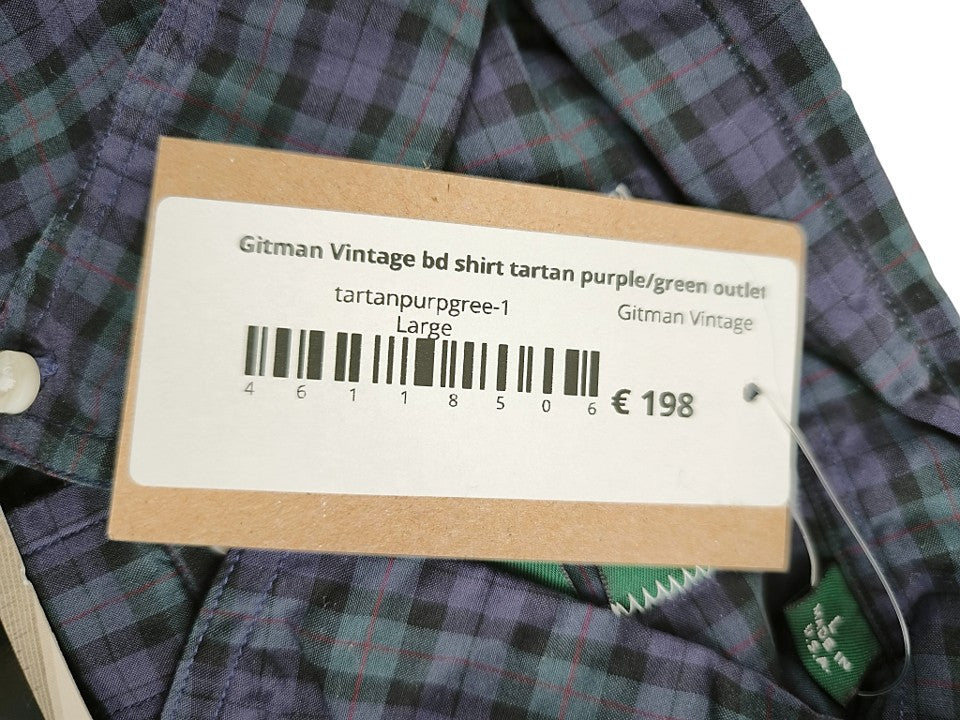 Gitman Vintage bd shirt tartan purple/green outlet
tartanpurpgree-1
Gitman Vintage
Large
4 6 1 1 8 5 0 6
€ 198